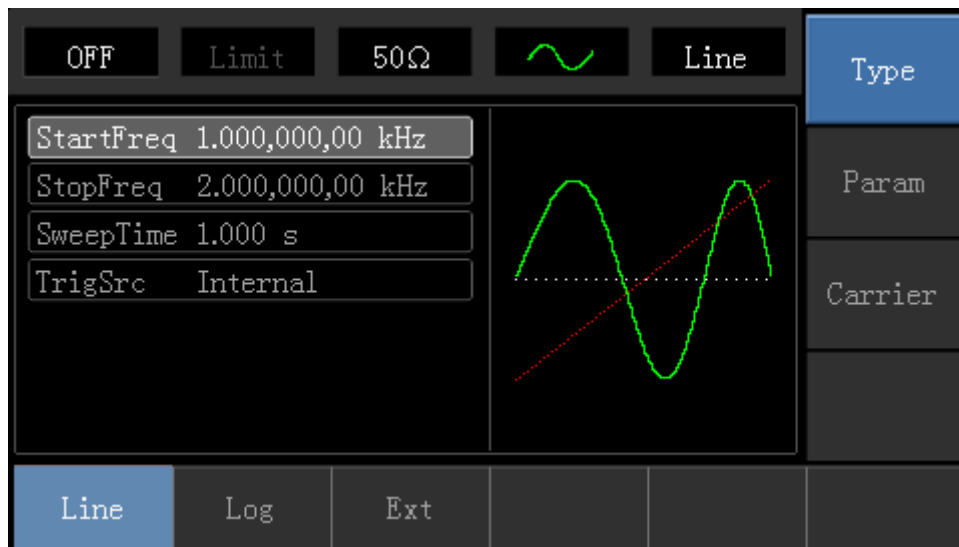 OFF Limit 50Ω Line
Type
StartFreq 1.000,000,00 kHz
StopFreq 2.000,000,00 kHz
SweepTime 1.000 s
TrigSrc Internal
Param
Carrier
Line Log Ext